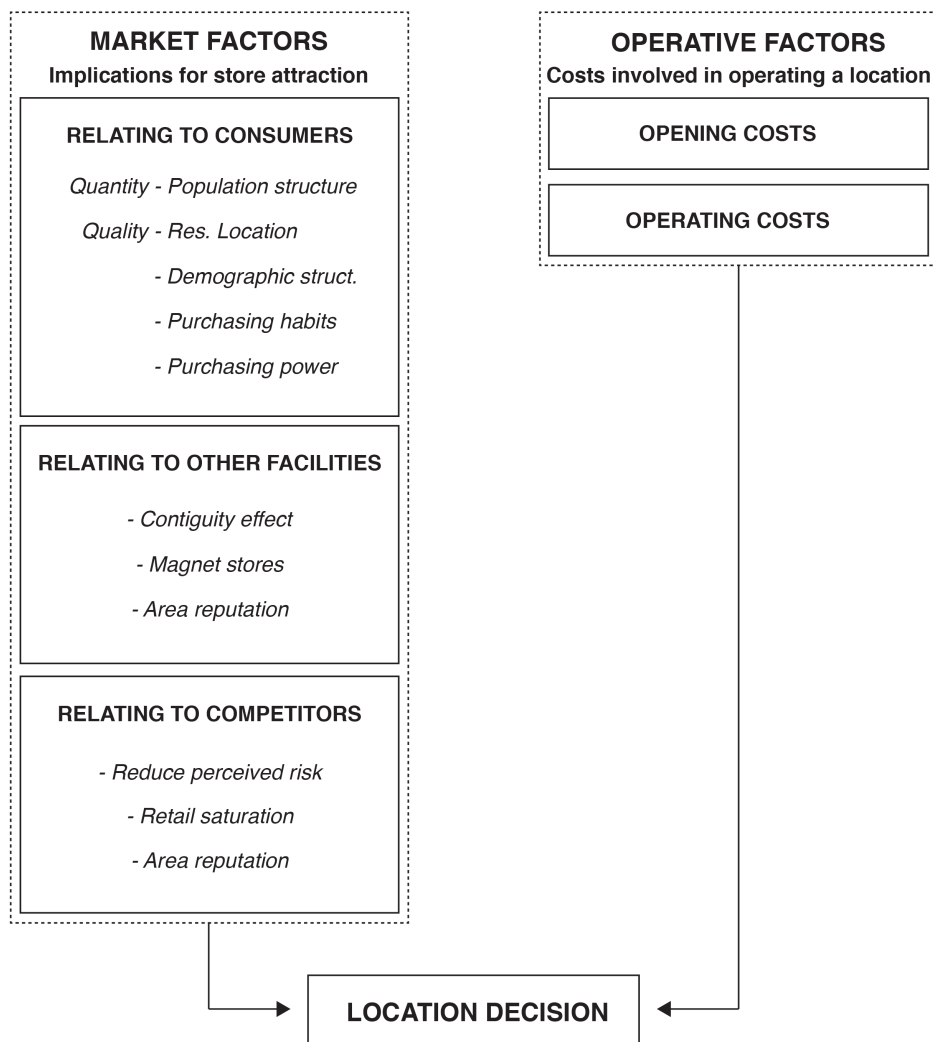 MARKET FACTORS
Implications for store attraction
RELATING TO CONSUMERS
Quantity - Population structure
Quality - Res. Location
- Demographic struct.
- Purchasing habits
- Purchasing power
RELATING TO OTHER FACILITIES
- Contiguity effect
- Magnet stores
- Area reputation
RELATING TO COMPETITORS
- Reduce perceived risk
- Retail saturation
- Area reputation
OPERATIVE FACTORS
Costs involved in operating a location
OPENING COSTS
OPERATING COSTS
LOCATION DECISION